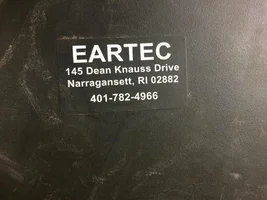 EARTEC
145 Dean Knauss Drive
Narragansett, RI 02882
401-782-4966